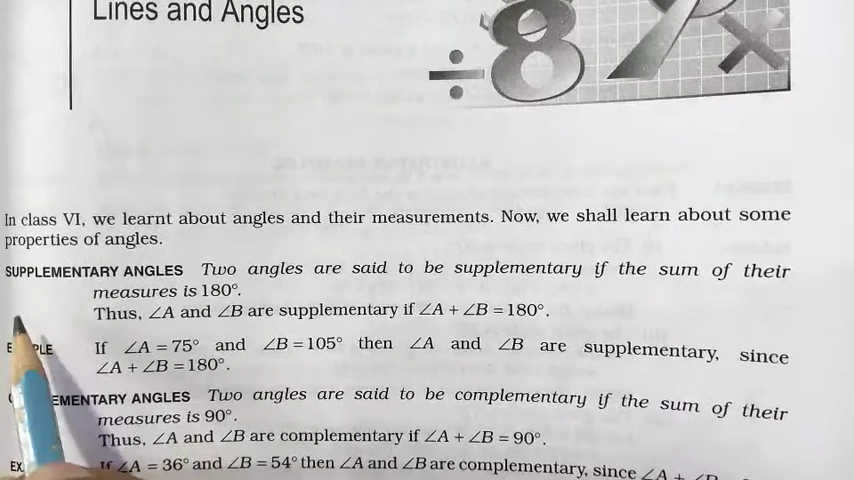 Lines and Angles
÷ 8 ×
In class VI, we learnt about angles and their measurements. Now, we shall learn about some
properties of angles.
SUPPLEMENTARY ANGLES Two angles are said to be supplementary if the sum of their
measures is 180°.
Thus, ∠A and ∠B are supplementary if ∠A + ∠B = 180°.
If ∠A = 75° and ∠B = 105° then ∠A and ∠B are supplementary, since
∠A + ∠B = 180°.
EMENTARY ANGLES Two angles are said to be complementary if the sum of their
measures is 90°.
Thus, ∠A and ∠B are complementary if ∠A + ∠B = 90°.
EX If ∠A = 36° and ∠B = 54° then ∠A and ∠B are complementary, since ∠A +